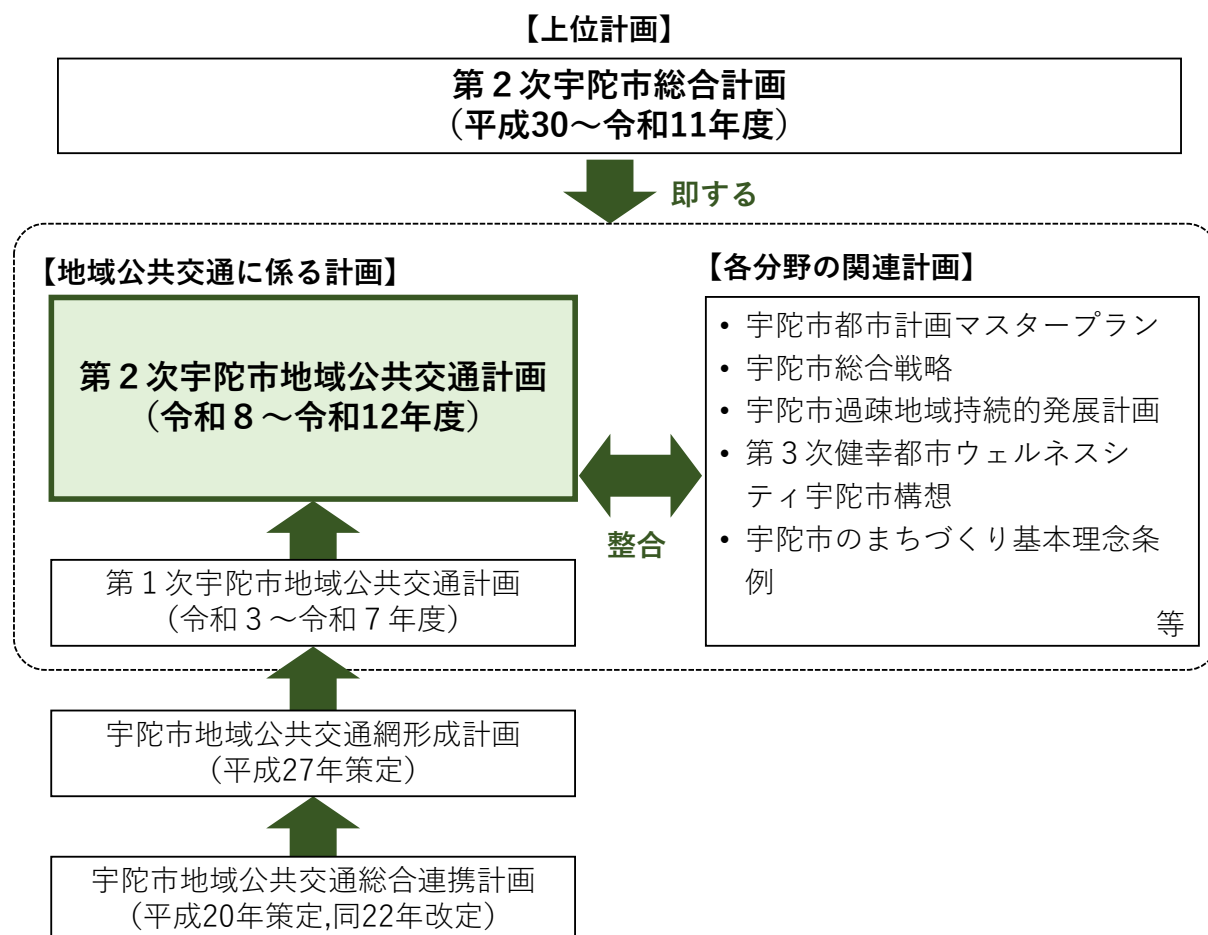 【上位計画】
第２次宇陀市総合計画
（平成30～令和11年度）
即する
【地域公共交通に係る計画】
第２次宇陀市地域公共交通計画
（令和８～令和12年度）
整合
第１次宇陀市地域公共交通計画
（令和３～令和７年度）
宇陀市地域公共交通網形成計画
（平成27年策定）
宇陀市地域公共交通総合連携計画
（平成20年策定,同22年改定）
【各分野の関連計画】
• 宇陀市都市計画マスタープラン
• 宇陀市総合戦略
• 宇陀市過疎地域持続的発展計画
• 第３次健幸都市ウェルネスシ
ティ宇陀市構想
• 宇陀市のまちづくり基本理念条
例
等